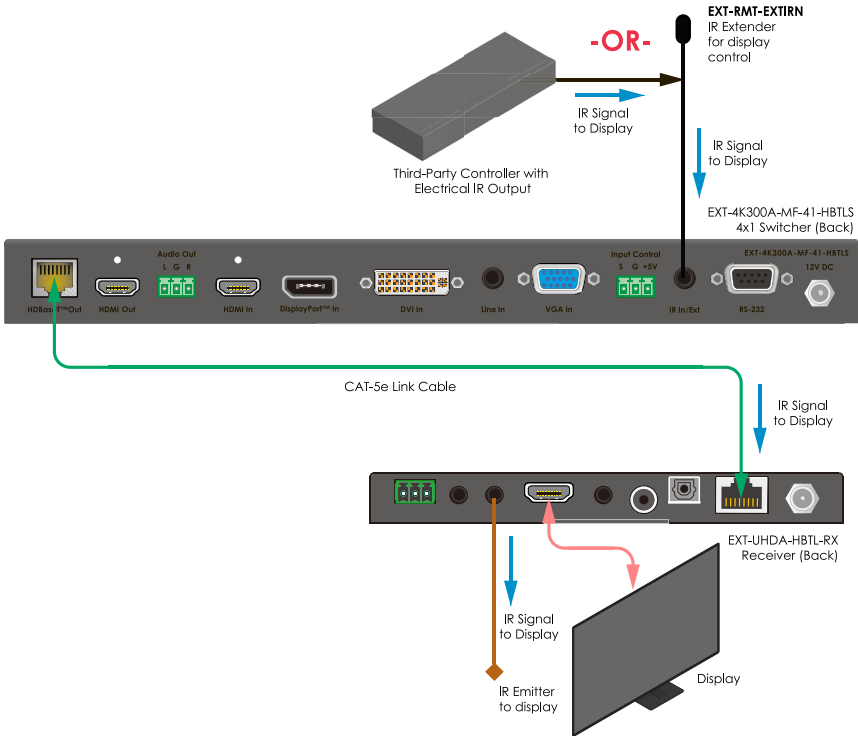 EXT-RMT-EXTIRN
IR Extender
for display
control
-OR-
IR Signal
to Display
Third-Party Controller with
Electrical IR Output
IR Signal
to Display
EXT-4K300A-MF-41-HBTLS
4x1 Switcher (Back)
Audio Out
L G R
Input Control
S G +5V
EXT-4K300A-MF-41-HBTLS
12V DC
HDBaseT™Out
HDMI Out
HDMI In
DisplayPort™ In
DVI In
Line In
VGA In
IR In/Ext
RS-232
CAT-5e Link Cable
IR Signal
to Display
EXT-UHDA-HBTL-RX
Receiver (Back)
IR Signal
to Display
IR Emitter
to display
Display